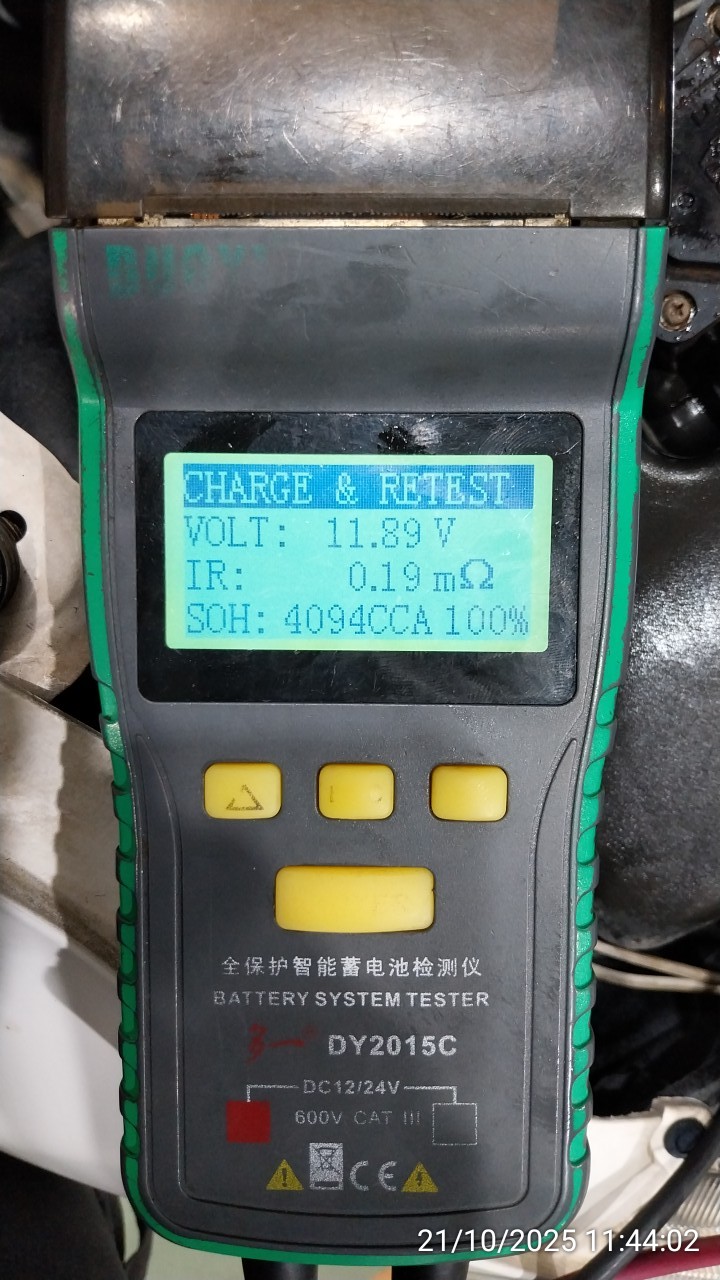 CHARGE & RETEST
VOLT: 11.89 V
IR: 0.19 mΩ
SOH: 4094CCA 100%
全保护智能蓄电池检测仪
BATTERY SYSTEM TESTER
DY2015C
DC12/24V
600V CAT III
CE
21/10/2025 11:44:02